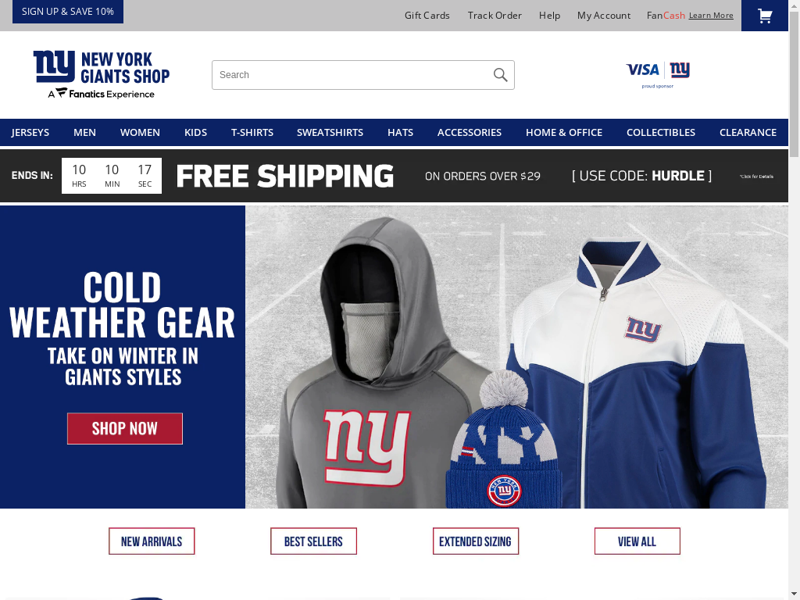 SIGN UP & SAVE 10%
Gift Cards
Track Order
Help
My Account
FanCash Learn More
ny NEW YORK
GIANTS SHOP
A Fanatics Experience
Search
VISA ny
proud sponsor
JERSEYS
MEN
WOMEN
KIDS
T-SHIRTS
SWEATSHIRTS
HATS
ACCESSORIES
HOME & OFFICE
COLLECTIBLES
CLEARANCE
ENDS IN:
10 10 17
HRS MIN SEC
FREE SHIPPING
ON ORDERS OVER $29
[ USE CODE: HURDLE ]
*Click for Details
COLD
WEATHER GEAR
TAKE ON WINTER IN
GIANTS STYLES
SHOP NOW
ny
ny
NEW YORK
ny
NEW ARRIVALS
BEST SELLERS
EXTENDED SIZING
VIEW ALL